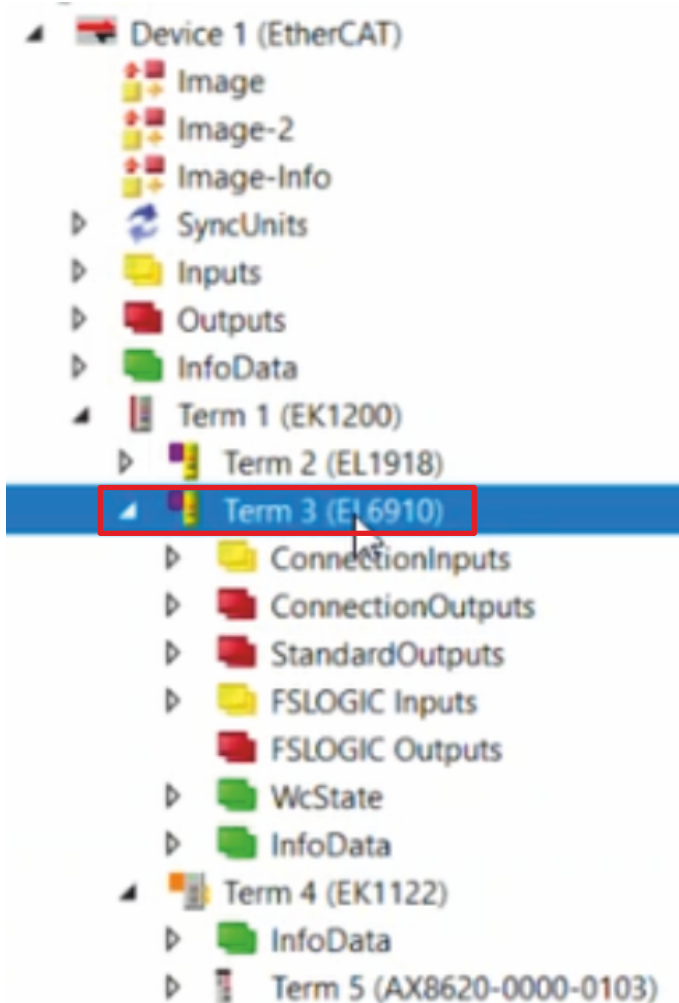 Device 1 (EtherCAT)
Image
Image-2
Image-Info
SyncUnits
Inputs
Outputs
InfoData
Term 1 (EK1200)
Term 2 (EL1918)
Term 3 (EL6910)
ConnectionInputs
ConnectionOutputs
StandardOutputs
FSLOGIC Inputs
FSLOGIC Outputs
WcState
InfoData
Term 4 (EK1122)
InfoData
Term 5 (AX8620-0000-0103)